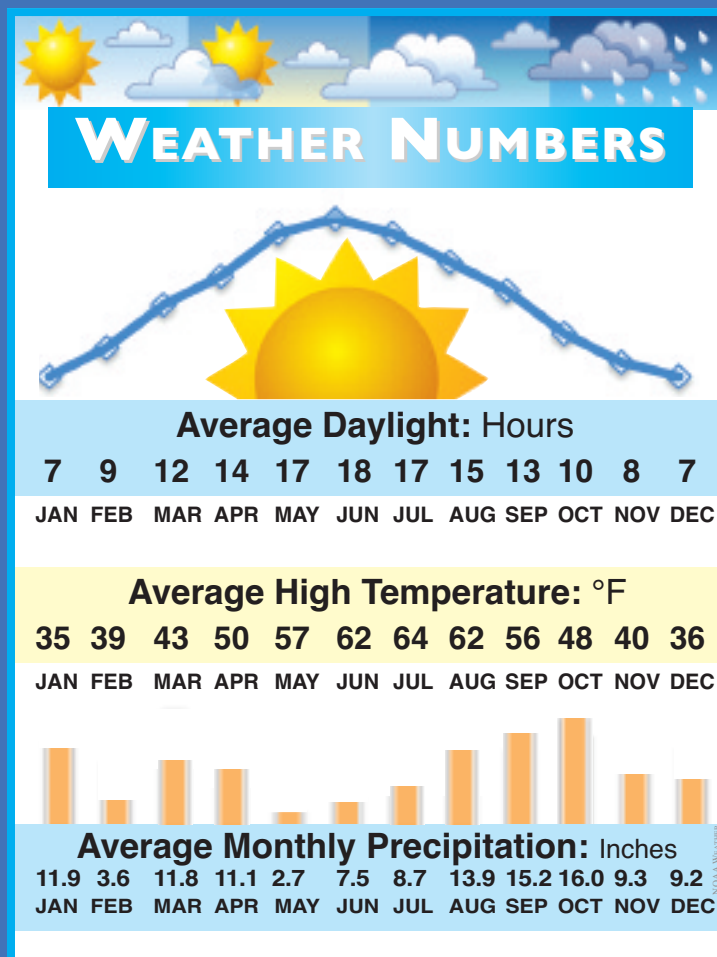 WEATHER NUMBERS
Average Daylight: Hours
7 9 12 14 17 18 17 15 13 10 8 7
JAN FEB MAR APR MAY JUN JUL AUG SEP OCT NOV DEC
Average High Temperature: °F
35 39 43 50 57 62 64 62 56 48 40 36
JAN FEB MAR APR MAY JUN JUL AUG SEP OCT NOV DEC
Average Monthly Precipitation: Inches
11.9 3.6 11.8 11.1 2.7 7.5 8.7 13.9 15.2 16.0 9.3 9.2
JAN FEB MAR APR MAY JUN JUL AUG SEP OCT NOV DEC
NOAA WEATHER